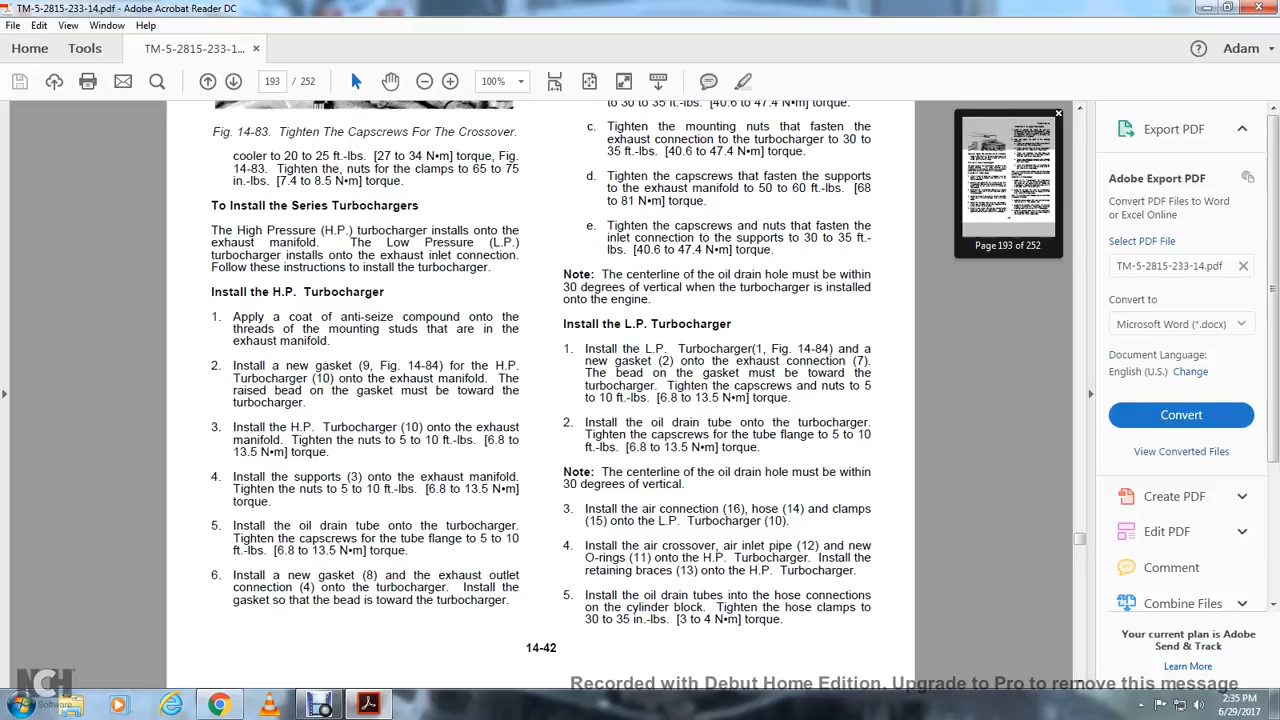 TM-5-2815-233-14.pdf - Adobe Acrobat Reader DC
File Edit View Window Help
Home Tools TM-5-2815-233-1... × Adam
193 / 252 100%
Fig. 14-83. Tighten The Capscrews For The Crossover.
cooler to 20 to 25 ft.-lbs. [27 to 34 N•m] torque, Fig.
14-83. Tighten the, nuts for the clamps to 65 to 75
in.-lbs. [7.4 to 8.5 N•m] torque.
To Install the Series Turbochargers
The High Pressure (H.P.) turbocharger installs onto the
exhaust manifold. The Low Pressure (L.P.)
turbocharger installs onto the exhaust inlet connection.
Follow these instructions to install the turbocharger.
Install the H.P. Turbocharger
1. Apply a coat of anti-seize compound onto the
threads of the mounting studs that are in the
exhaust manifold.
2. Install a new gasket (9, Fig. 14-84) for the H.P.
Turbocharger (10) onto the exhaust manifold. The
raised bead on the gasket must be toward the
turbocharger.
3. Install the H.P. Turbocharger (10) onto the exhaust
manifold. Tighten the nuts to 5 to 10 ft.-lbs. [6.8 to
13.5 N•m] torque.
4. Install the supports (3) onto the exhaust manifold.
Tighten the nuts to 5 to 10 ft.-lbs. [6.8 to 13.5 N•m]
torque.
5. Install the oil drain tube onto the turbocharger.
Tighten the capscrews for the tube flange to 5 to 10
ft.-lbs. [6.8 to 13.5 N•m] torque.
6. Install a new gasket (8) and the exhaust outlet
connection (4) onto the turbocharger. Install the
gasket so that the bead is toward the turbocharger.
to 30 to 35 ft.-lbs. [40.6 to 47.4 N•m] torque.
c. Tighten the mounting nuts that fasten the
exhaust connection to the turbocharger to 30 to
35 ft.-lbs. [40.6 to 47.4 N•m] torque.
d. Tighten the capscrews that fasten the supports
to the exhaust manifold to 50 to 60 ft.-lbs. [68
to 81 N•m] torque.
e. Tighten the capscrews and nuts that fasten the
inlet connection to the supports to 30 to 35 ft.-
lbs. [40.6 to 47.4 N•m] torque.
Note: The centerline of the oil drain hole must be within
30 degrees of vertical when the turbocharger is installed
onto the engine.
Install the L.P. Turbocharger
1. Install the L.P. Turbocharger(1, Fig. 14-84) and a
new gasket (2) onto the exhaust connection (7).
The bead on the gasket must be toward the
turbocharger. Tighten the capscrews and nuts to 5
to 10 ft.-lbs. [6.8 to 13.5 N•m] torque.
2. Install the oil drain tube onto the turbocharger.
Tighten the capscrews for the tube flange to 5 to 10
ft.-lbs. [6.8 to 13.5 N•m] torque.
Note: The centerline of the oil drain hole must be within
30 degrees of vertical.
3. Install the air connection (16), hose (14) and clamps
(15) onto the L.P. Turbocharger (10).
4. Install the air crossover, air inlet pipe (12) and new
O-rings (11) onto the H.P. Turbocharger. Install the
retaining braces (13) onto the H.P. Turbocharger.
5. Install the oil drain tubes into the hose connections
on the cylinder block. Tighten the hose clamps to
30 to 35 in.-lbs. [3 to 4 N•m] torque.
14-42
Page 193 of 252
Export PDF
Adobe Export PDF
Convert PDF Files to Word
or Excel Online
Select PDF File
TM-5-2815-233-14.pdf
Convert to
Microsoft Word (*.docx)
Document Language:
English (U.S.) Change
Convert
View Converted Files
Create PDF
Edit PDF
Comment
Combine Files
Your current plan is Adobe
Send & Track
Learn More
NCH
Software
Recorded with Debut Home Edition. Upgrade to Pro to remove this message
2:35 PM
6/29/2017